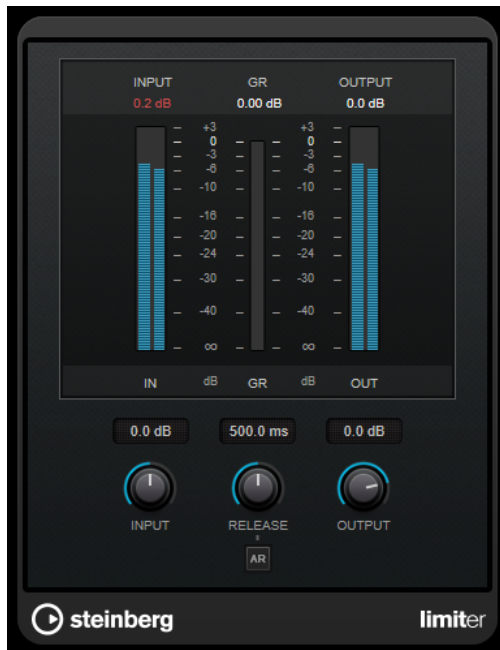 INPUT GR OUTPUT
0.2 dB 0.00 dB 0.0 dB
+3 +3
0 0
-3 -3
-6 -6
-10 -10
-16 -16
-20 -20
-24 -24
-30 -30
-40 -40
∞ ∞
IN dB GR dB OUT
0.0 dB 500.0 ms 0.0 dB
INPUT RELEASE OUTPUT
AR
steinberg limiter